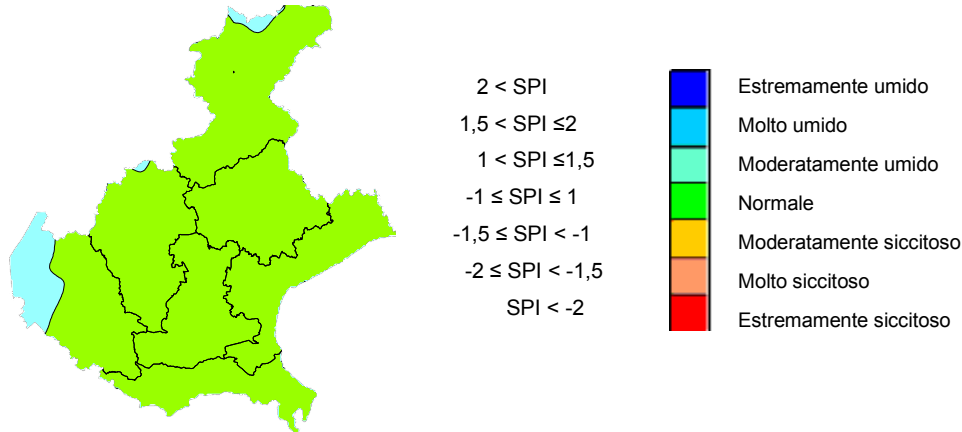 2 < SPI Estremamente umido
1,5 < SPI ≤2 Molto umido
1 < SPI ≤1,5 Moderatamente umido
-1 ≤ SPI ≤ 1 Normale
-1,5 ≤ SPI < -1 Moderatamente siccitoso
-2 ≤ SPI < -1,5 Molto siccitoso
SPI < -2 Estremamente siccitoso